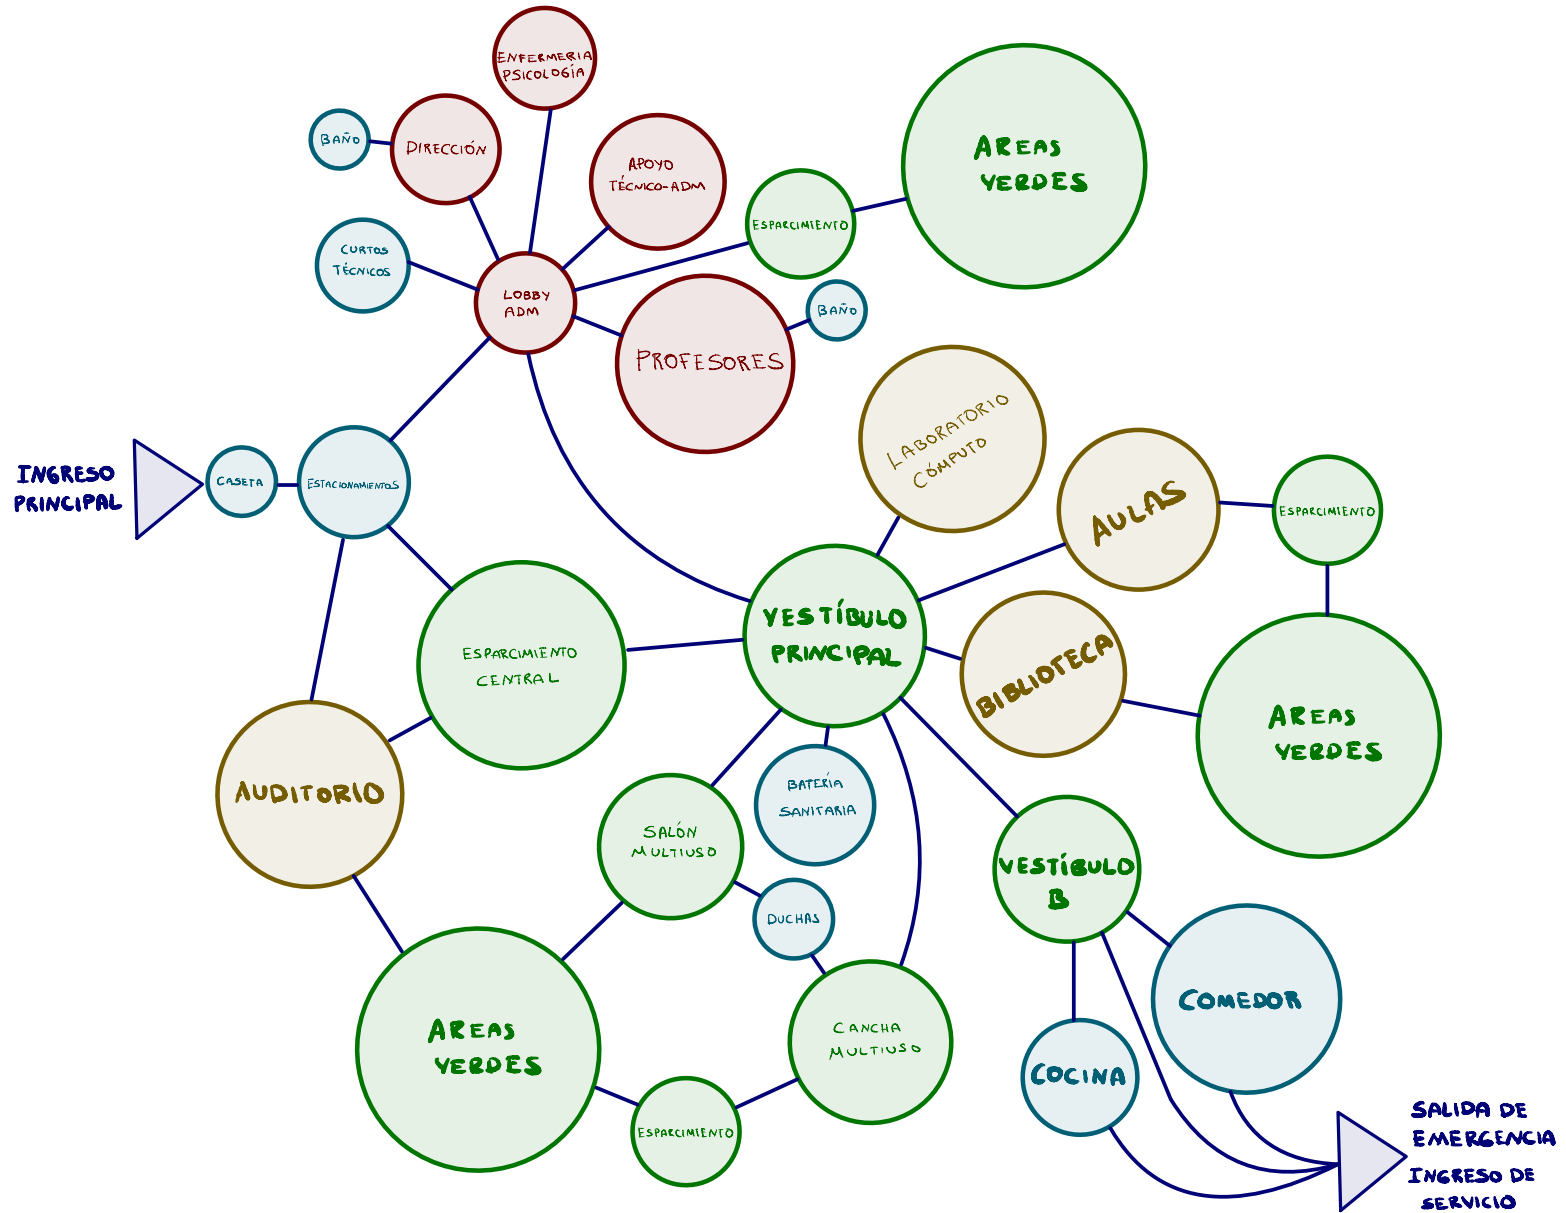 ENFERMERIA
PSICOLOGÍA
BAÑO
DIRECCIÓN
APOYO
TÉCNICO-ADM
AREAS
VERDES
ESPARCIMIENTO
CURTOS
TÉCNICOS
LOBBY
ADM
BAÑO
PROFESORES
LABORATORIO
CÓMPUTO
INGRESO
PRINCIPAL
CASETA
ESTACIONAMIENTOS
AULAS
ESPARCIMIENTO
VESTÍBULO
PRINCIPAL
ESPARCIMIENTO
CENTRAL
BIBLIOTECA
AREAS
VERDES
AUDITORIO
BATERÍA
SANITARIA
SALÓN
MULTIUSO
VESTÍBULO
B
DUCHAS
COMEDOR
AREAS
VERDES
CANCHA
MULTIUSO
COCINA
ESPARCIMIENTO
SALIDA DE
EMERGENCIA
INGRESO DE
SERVICIO